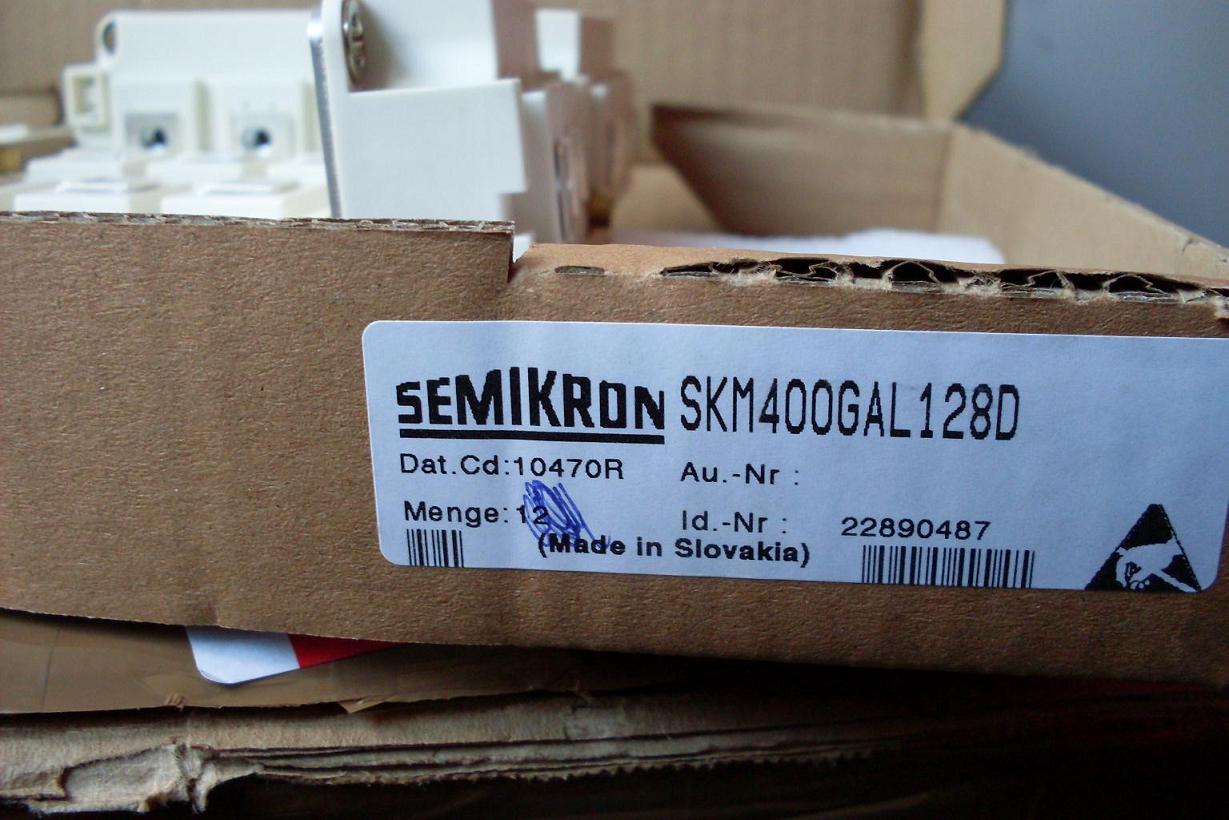 SEMIKRON SKM400GAL128D
Dat.Cd:10470R Au.-Nr :
Menge:12 Id.-Nr : 22890487
(Made in Slovakia)